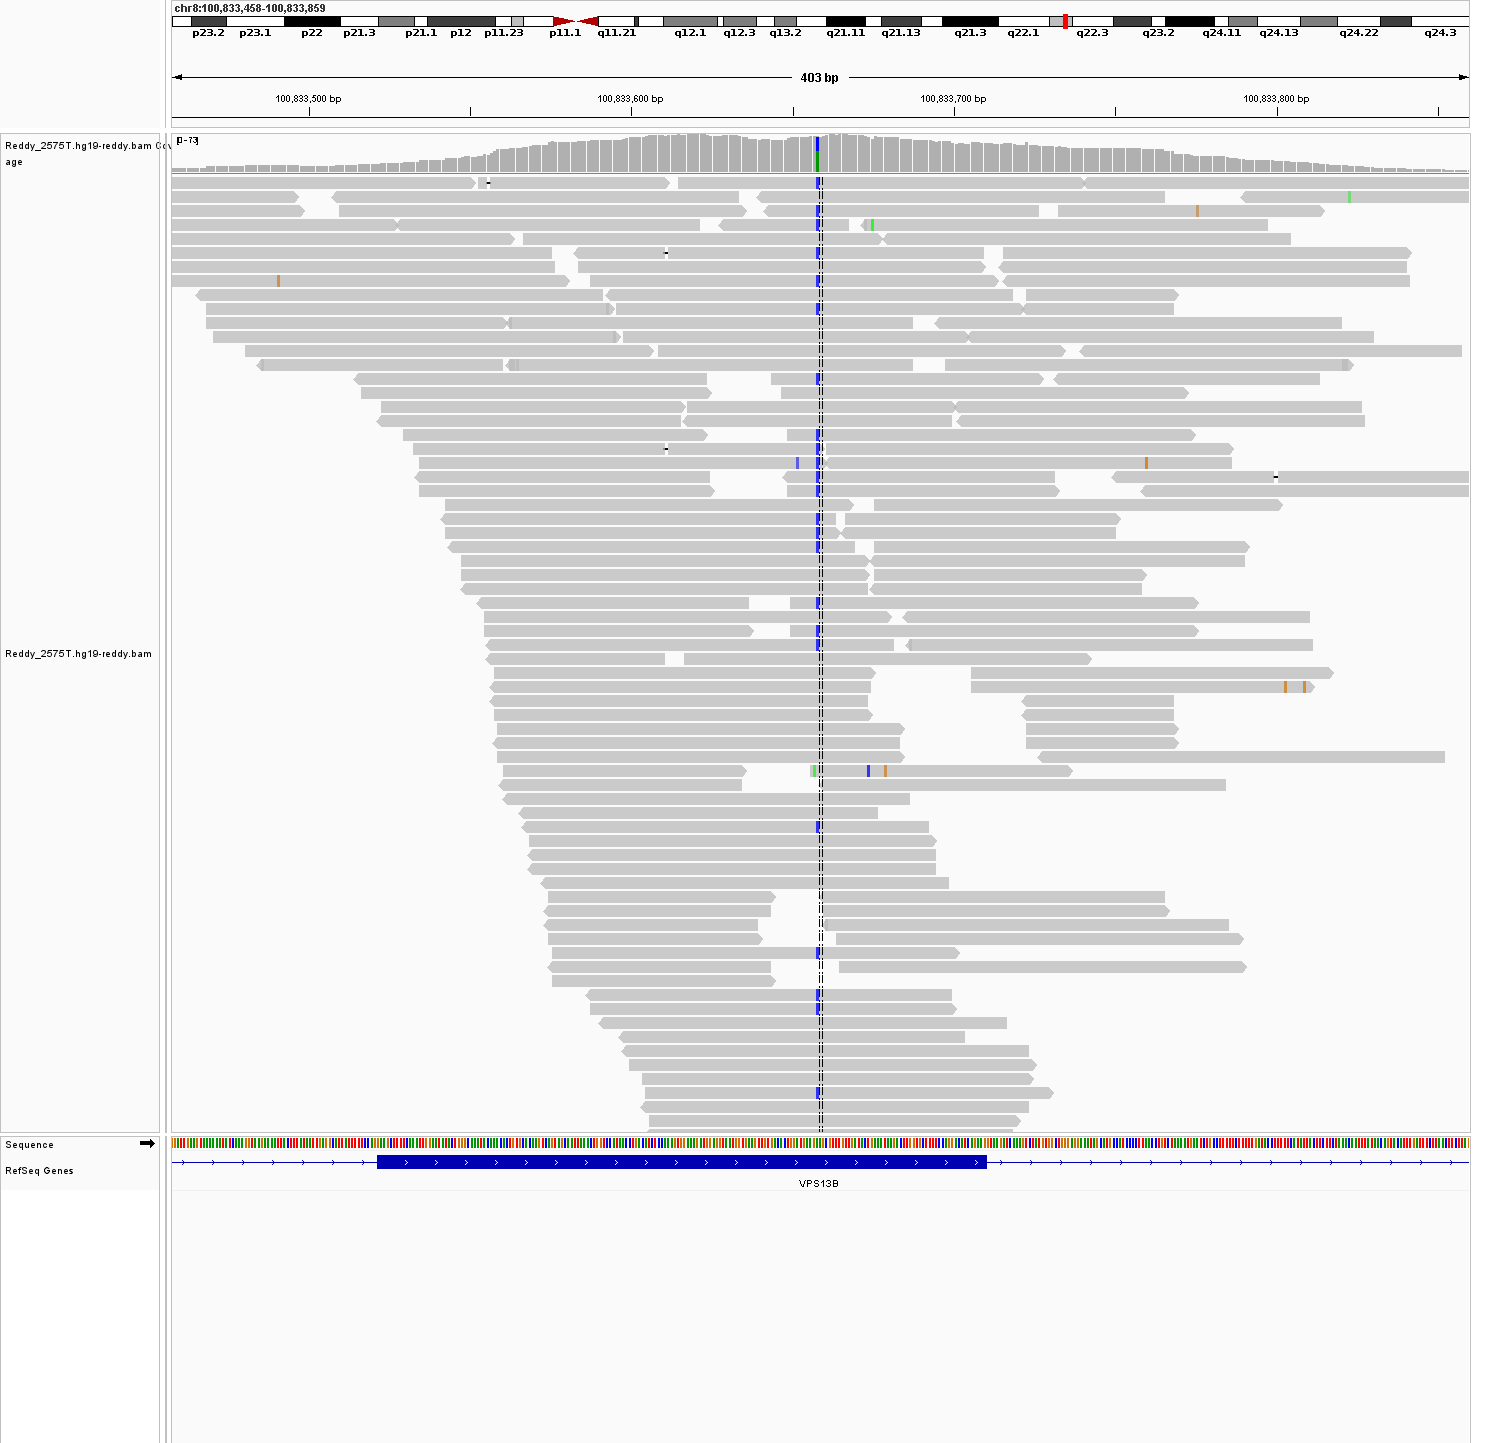 chr8:100,833,458-100,833,859
p23.2 p23.1 p22 p21.3 p21.1 p12 p11.23 p11.1 q11.21 q12.1 q12.3 q13.2 q21.11 q21.13 q21.3 q22.1 q22.3 q23.2 q24.11 q24.13 q24.22 q24.3
403 bp
100,833,500 bp 100,833,600 bp 100,833,700 bp 100,833,800 bp
Reddy_2575T.hg19-reddy.bam Cov
age
[0 - 73]
Reddy_2575T.hg19-reddy.bam
Sequence
RefSeq Genes
VPS13B